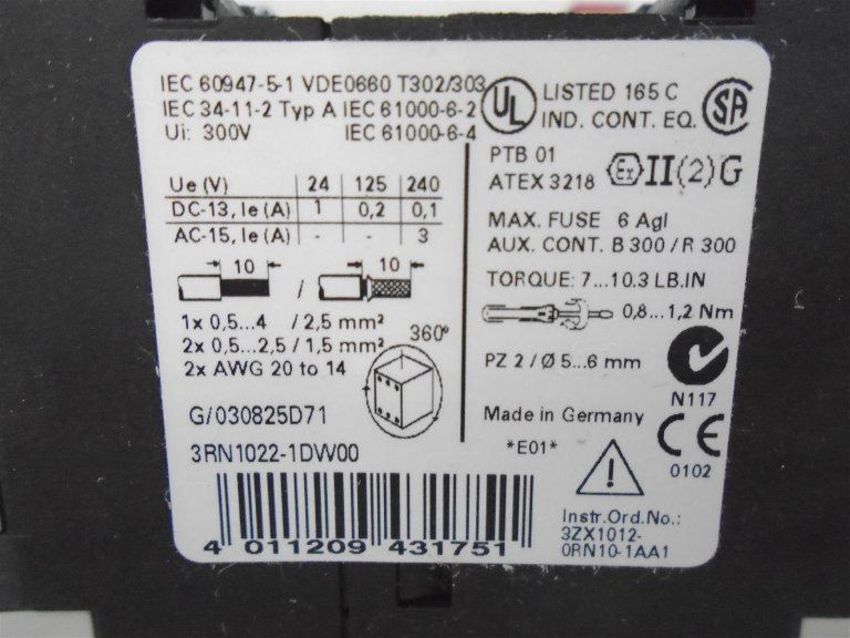 IEC 60947-5-1 VDE0660 T302/303
IEC 34-11-2 Typ A IEC 61000-6-2
Ui: 300V IEC 61000-6-4
UL LISTED 165 C
IND. CONT. EQ. SA
PTB 01
ATEX 3218 Ex II(2)G
Ue (V) 24 125 240
DC-13, Ie (A) 1 0,2 0,1
AC-15, Ie (A) - - 3
10 / 10
1x 0,5...4 / 2,5 mm²
2x 0,5...2,5 / 1,5 mm²
2x AWG 20 to 14
360°
G/030825D71
3RN1022-1DW00
4 011209 431751
MAX. FUSE 6 Agl
AUX. CONT. B 300 / R 300
TORQUE: 7...10.3 LB.IN
0,8...1,2 Nm
PZ 2 / Ø 5...6 mm
N117
Made in Germany
*E01*
CE
0102
Instr.Ord.No.:
3ZX1012-
0RN10-1AA1